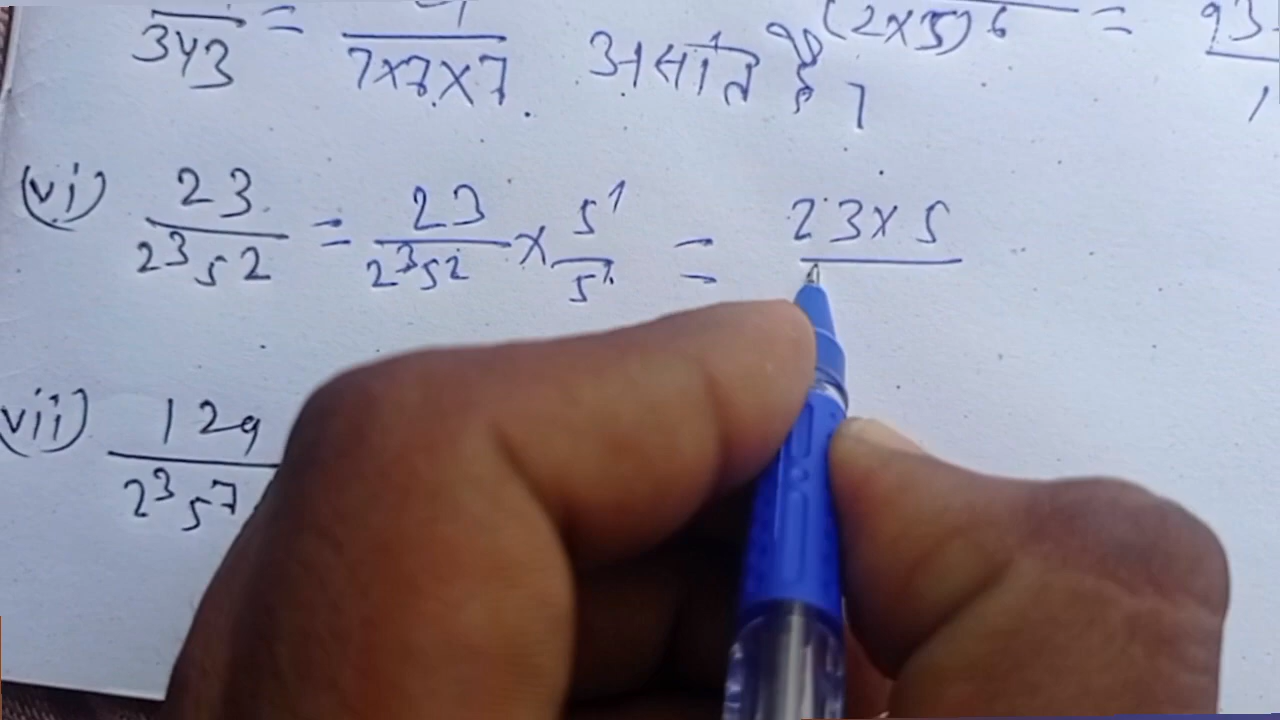 343 = 7×7×7 असांत है (2×5)⁶ =
7
(vi) 23/2³5² = 23/2³5² × 5¹/5¹ = 23×5
(vii) 129/2³5⁷